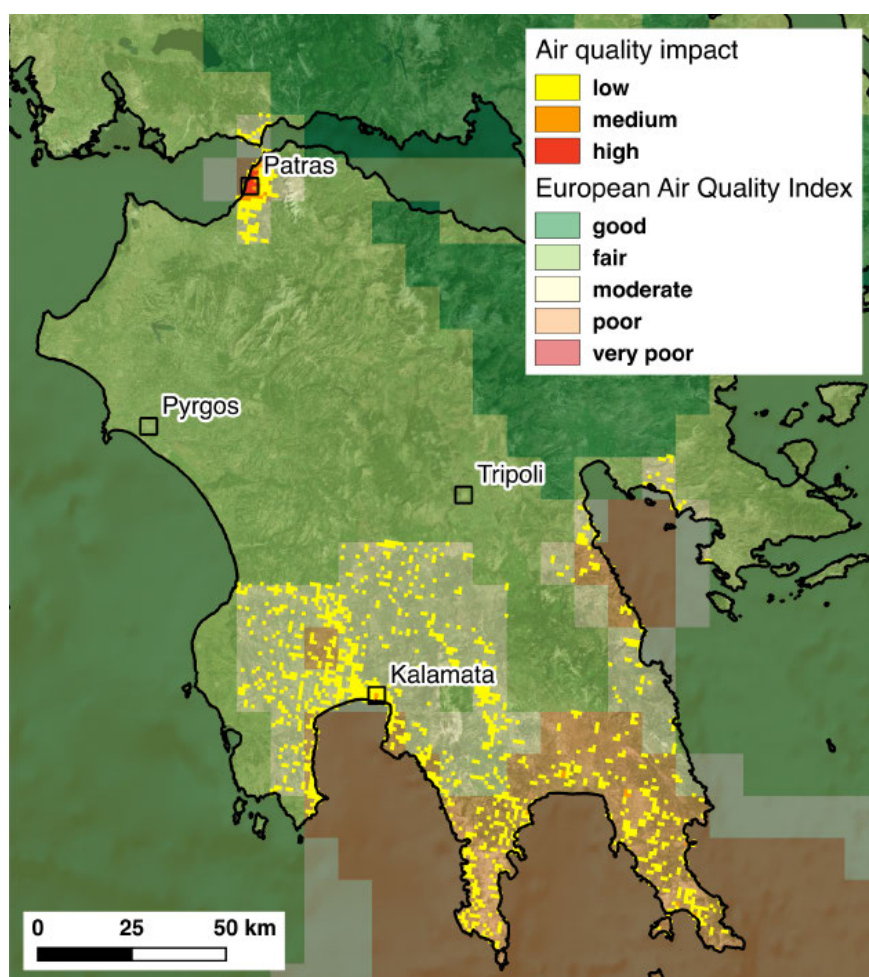 Air quality impact
low
medium
high
European Air Quality Index
good
fair
moderate
poor
very poor
Patras
Pyrgos
Tripoli
Kalamata
0 25 50 km